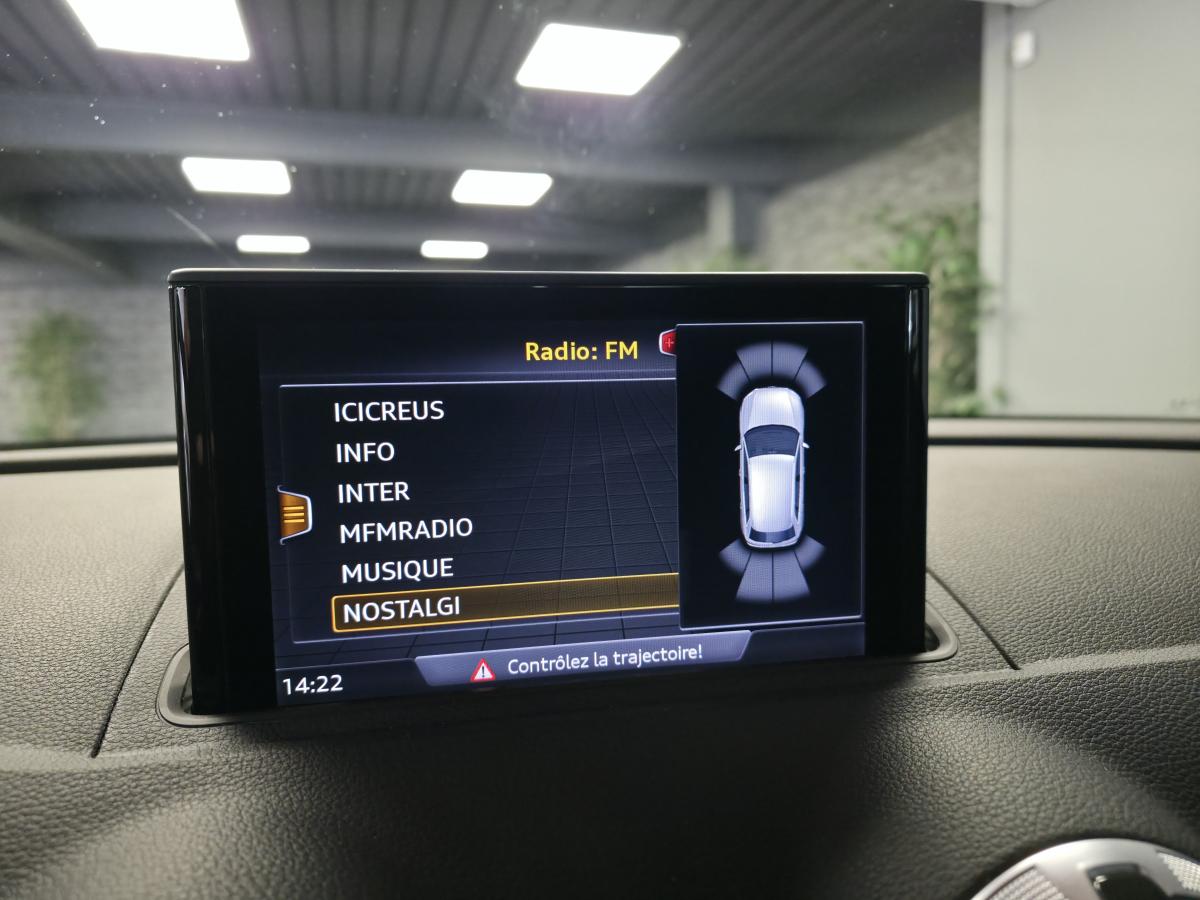 Radio: FM
ICICREUS
INFO
INTER
MFMRADIO
MUSIQUE
NOSTALGI
Contrôlez la trajectoire!
14:22